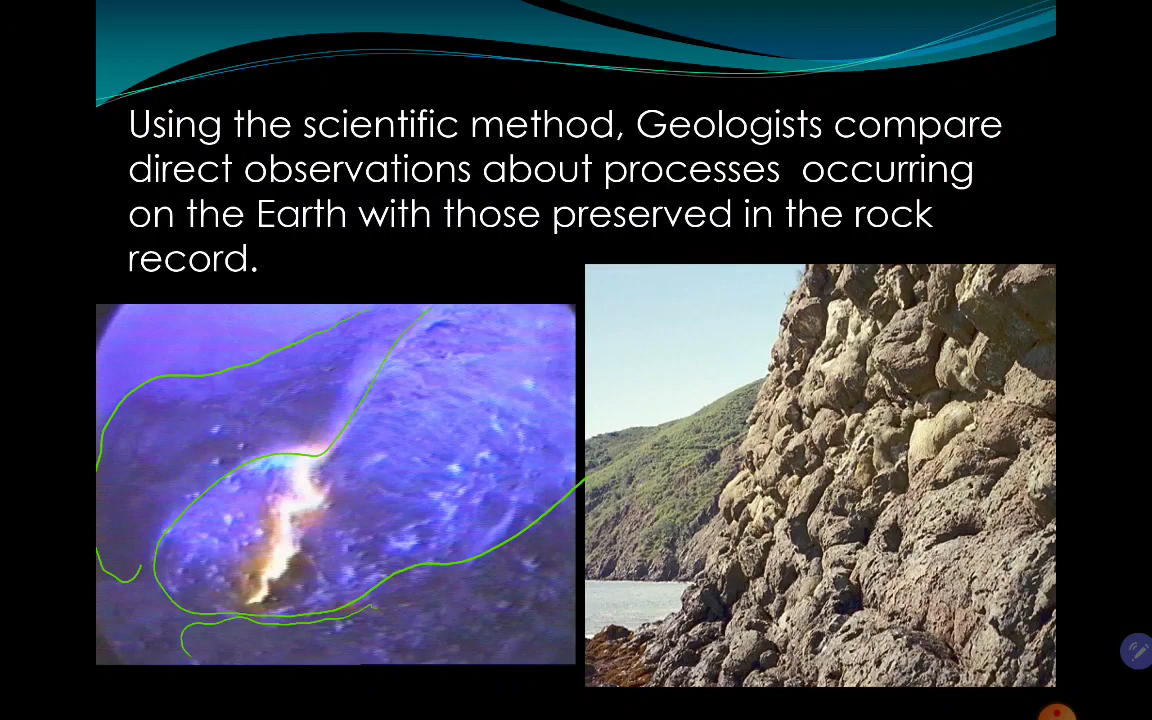 Using the scientific method, Geologists compare
direct observations about processes  occurring
on the Earth with those preserved in the rock
record.